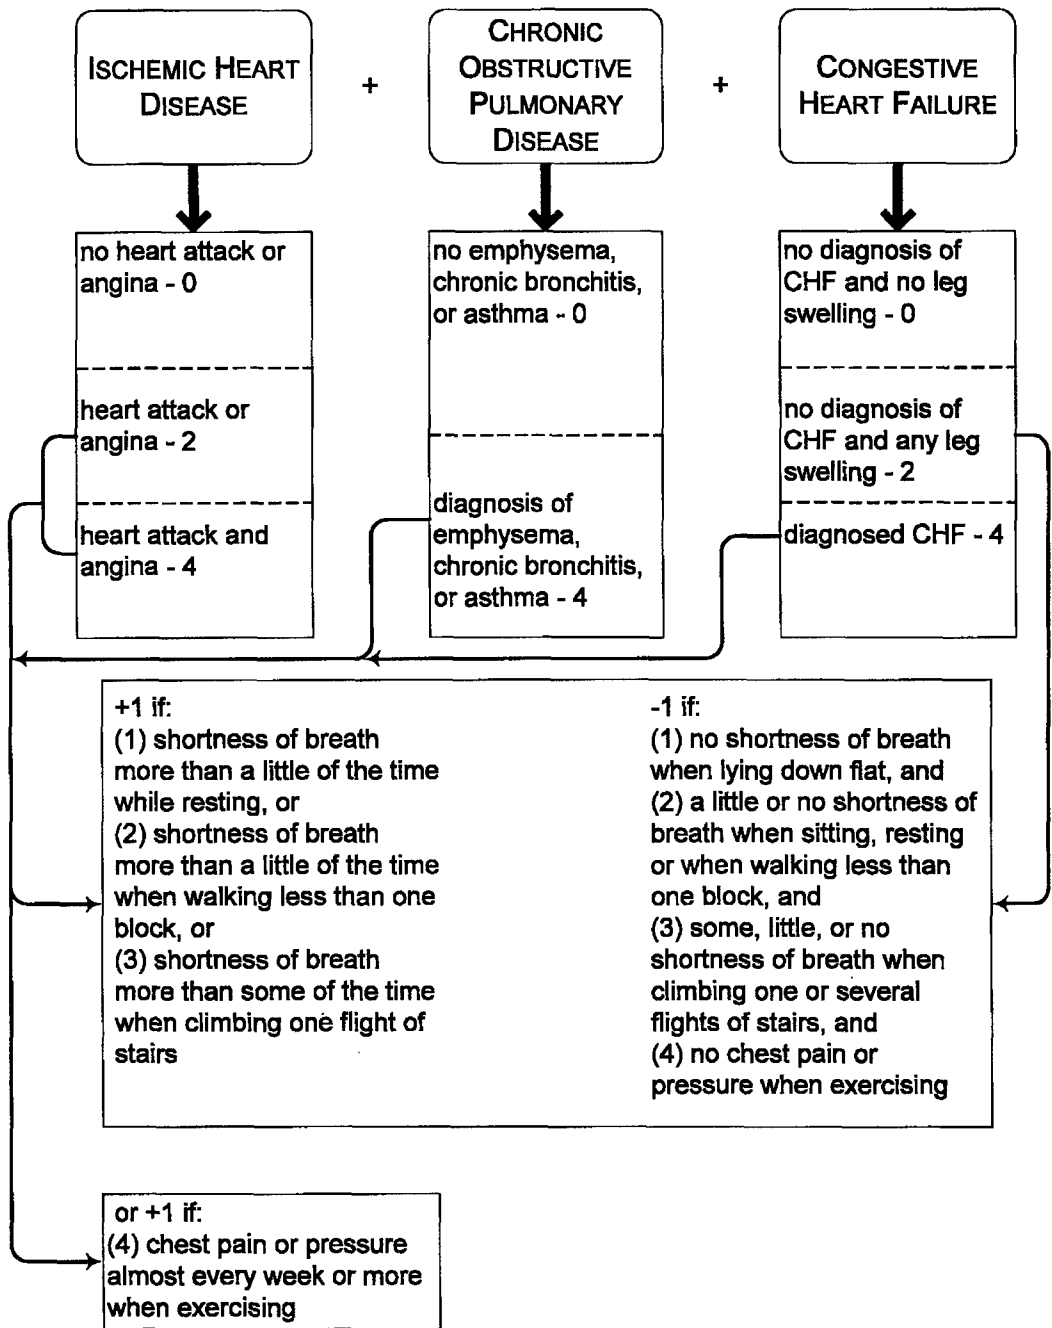 ISCHEMIC HEART
DISEASE
+
CHRONIC
OBSTRUCTIVE
PULMONARY
DISEASE
+
CONGESTIVE
HEART FAILURE
no heart attack or
angina - 0
heart attack or
angina - 2
heart attack and
angina - 4
no emphysema,
chronic bronchitis,
or asthma - 0
diagnosis of
emphysema,
chronic bronchitis,
or asthma - 4
no diagnosis of
CHF and no leg
swelling - 0
no diagnosis of
CHF and any leg
swelling - 2
diagnosed CHF - 4
+1 if:
(1) shortness of breath
more than a little of the time
while resting, or
(2) shortness of breath
more than a little of the time
when walking less than one
block, or
(3) shortness of breath
more than some of the time
when climbing one flight of
stairs
-1 if:
(1) no shortness of breath
when lying down flat, and
(2) a little or no shortness of
breath when sitting, resting
or when walking less than
one block, and
(3) some, little, or no
shortness of breath when
climbing one or several
flights of stairs, and
(4) no chest pain or
pressure when exercising
or +1 if:
(4) chest pain or pressure
almost every week or more
when exercising